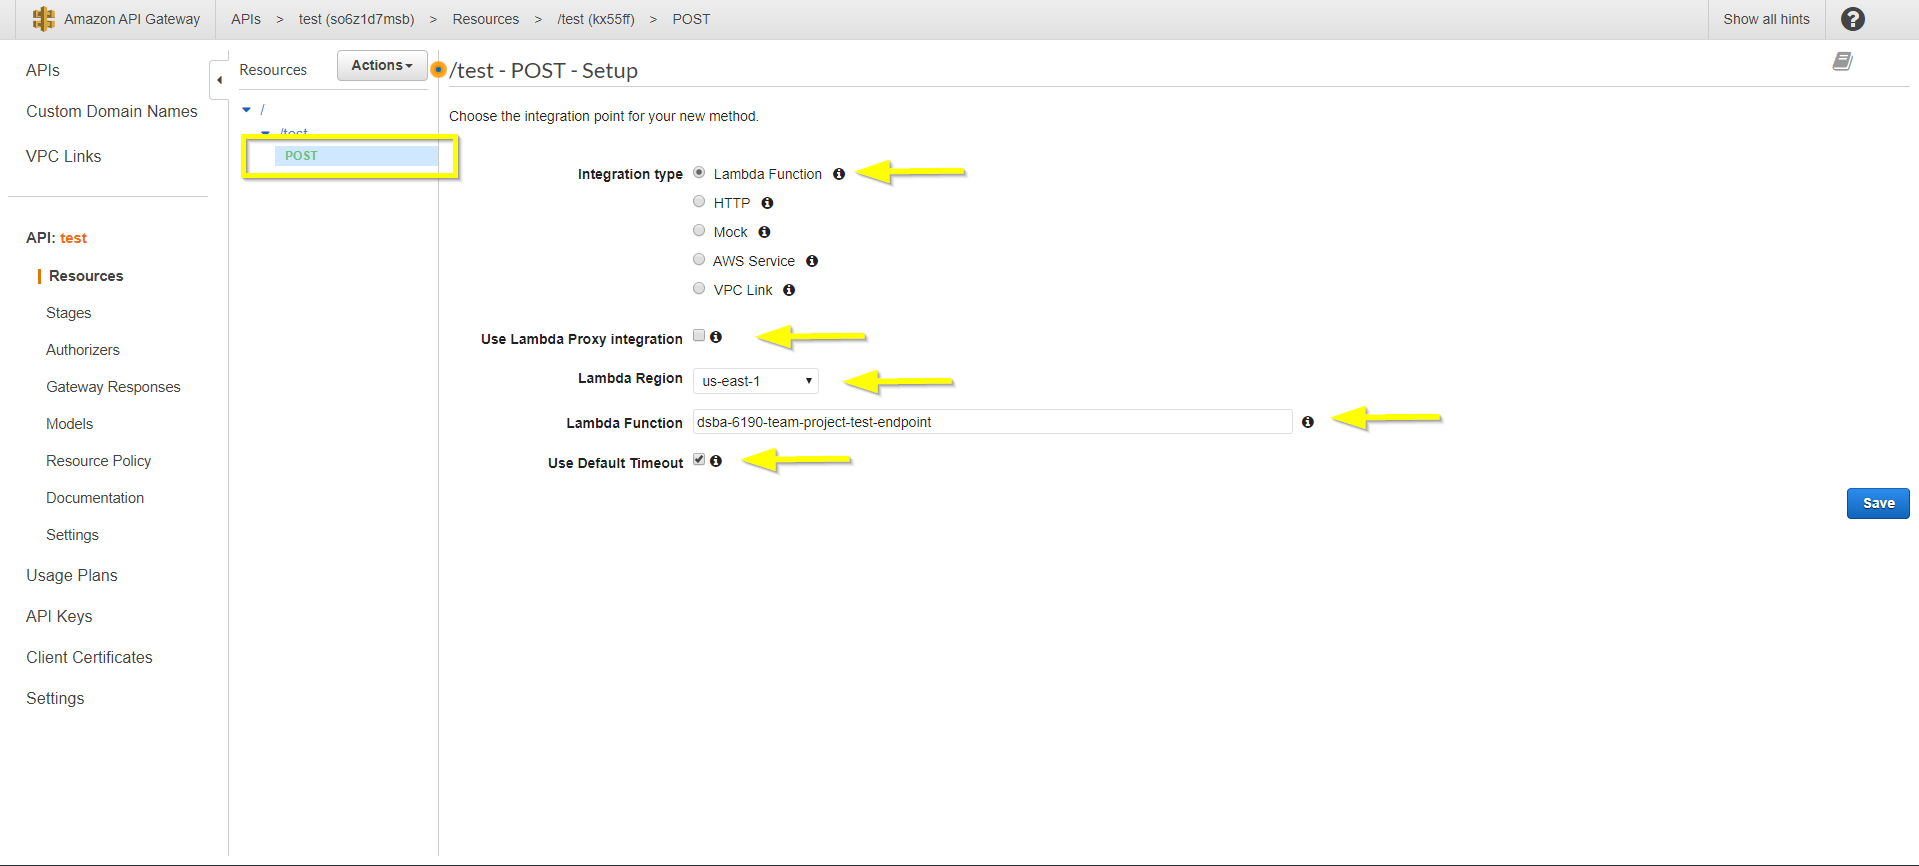 Amazon API Gateway
APIs > test (so6z1d7msb) > Resources > /test (kx55ff) > POST
Show all hints
APIs
Custom Domain Names
VPC Links
API: test
Resources
Stages
Authorizers
Gateway Responses
Models
Resource Policy
Documentation
Settings
Usage Plans
API Keys
Client Certificates
Settings
Resources
Actions
/
/test
POST
/test - POST - Setup
Choose the integration point for your new method.
Integration type
Lambda Function
HTTP
Mock
AWS Service
VPC Link
Use Lambda Proxy integration
Lambda Region us-east-1
Lambda Function dsba-6190-team-project-test-endpoint
Use Default Timeout
Save